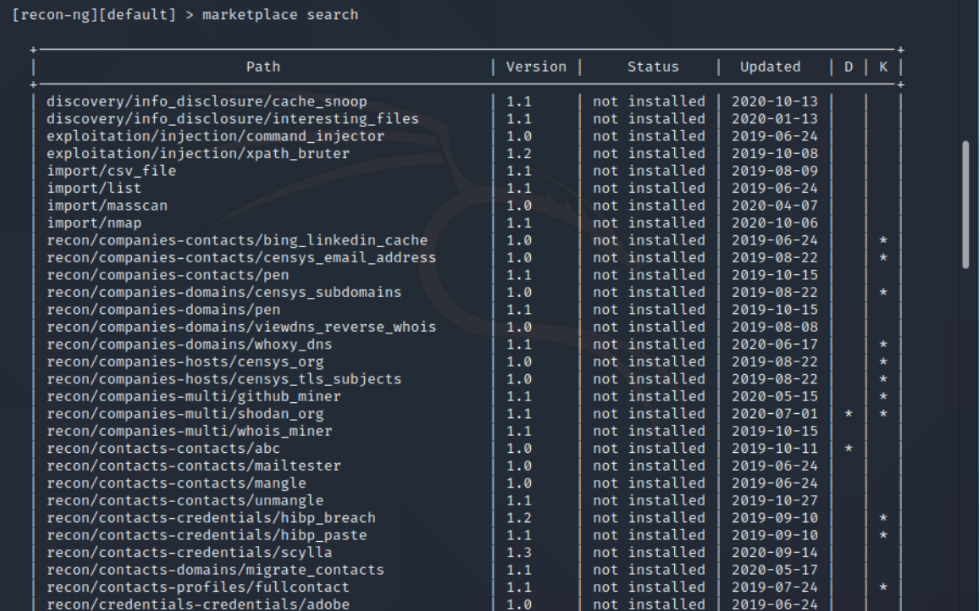 [recon-ng][default] > marketplace search
| Path | Version | Status | Updated | D | K |
| discovery/info_disclosure/cache_snoop | 1.1 | not installed | 2020-10-13 | | |
| discovery/info_disclosure/interesting_files | 1.1 | not installed | 2020-01-13 | | |
| exploitation/injection/command_injector | 1.0 | not installed | 2019-06-24 | | |
| exploitation/injection/xpath_bruter | 1.2 | not installed | 2019-10-08 | | |
| import/csv_file | 1.1 | not installed | 2019-08-09 | | |
| import/list | 1.1 | not installed | 2019-06-24 | | |
| import/masscan | 1.0 | not installed | 2020-04-07 | | |
| import/nmap | 1.1 | not installed | 2020-10-06 | | |
| recon/companies-contacts/bing_linkedin_cache | 1.0 | not installed | 2019-06-24 | | * |
| recon/companies-contacts/censys_email_address | 1.0 | not installed | 2019-08-22 | | * |
| recon/companies-contacts/pen | 1.1 | not installed | 2019-10-15 | | |
| recon/companies-domains/censys_subdomains | 1.0 | not installed | 2019-08-22 | | * |
| recon/companies-domains/pen | 1.1 | not installed | 2019-10-15 | | |
| recon/companies-domains/viewdns_reverse_whois | 1.0 | not installed | 2019-08-08 | | |
| recon/companies-domains/whoxy_dns | 1.1 | not installed | 2020-06-17 | | * |
| recon/companies-hosts/censys_org | 1.0 | not installed | 2019-08-22 | | * |
| recon/companies-hosts/censys_tls_subjects | 1.0 | not installed | 2019-08-22 | | * |
| recon/companies-multi/github_miner | 1.1 | not installed | 2020-05-15 | | * |
| recon/companies-multi/shodan_org | 1.1 | not installed | 2020-07-01 | * | * |
| recon/companies-multi/whois_miner | 1.1 | not installed | 2019-10-15 | | |
| recon/contacts-contacts/abc | 1.0 | not installed | 2019-10-11 | * | |
| recon/contacts-contacts/mailtester | 1.0 | not installed | 2019-06-24 | | |
| recon/contacts-contacts/mangle | 1.0 | not installed | 2019-06-24 | | |
| recon/contacts-contacts/unmangle | 1.1 | not installed | 2019-10-27 | | |
| recon/contacts-credentials/hibp_breach | 1.2 | not installed | 2019-09-10 | | * |
| recon/contacts-credentials/hibp_paste | 1.1 | not installed | 2019-09-10 | | * |
| recon/contacts-credentials/scylla | 1.3 | not installed | 2020-09-14 | | |
| recon/contacts-domains/migrate_contacts | 1.1 | not installed | 2020-05-17 | | |
| recon/contacts-profiles/fullcontact | 1.1 | not installed | 2019-07-24 | | * |
| recon/credentials-credentials/adobe | 1.0 | not installed | 2019-06-24 | | |